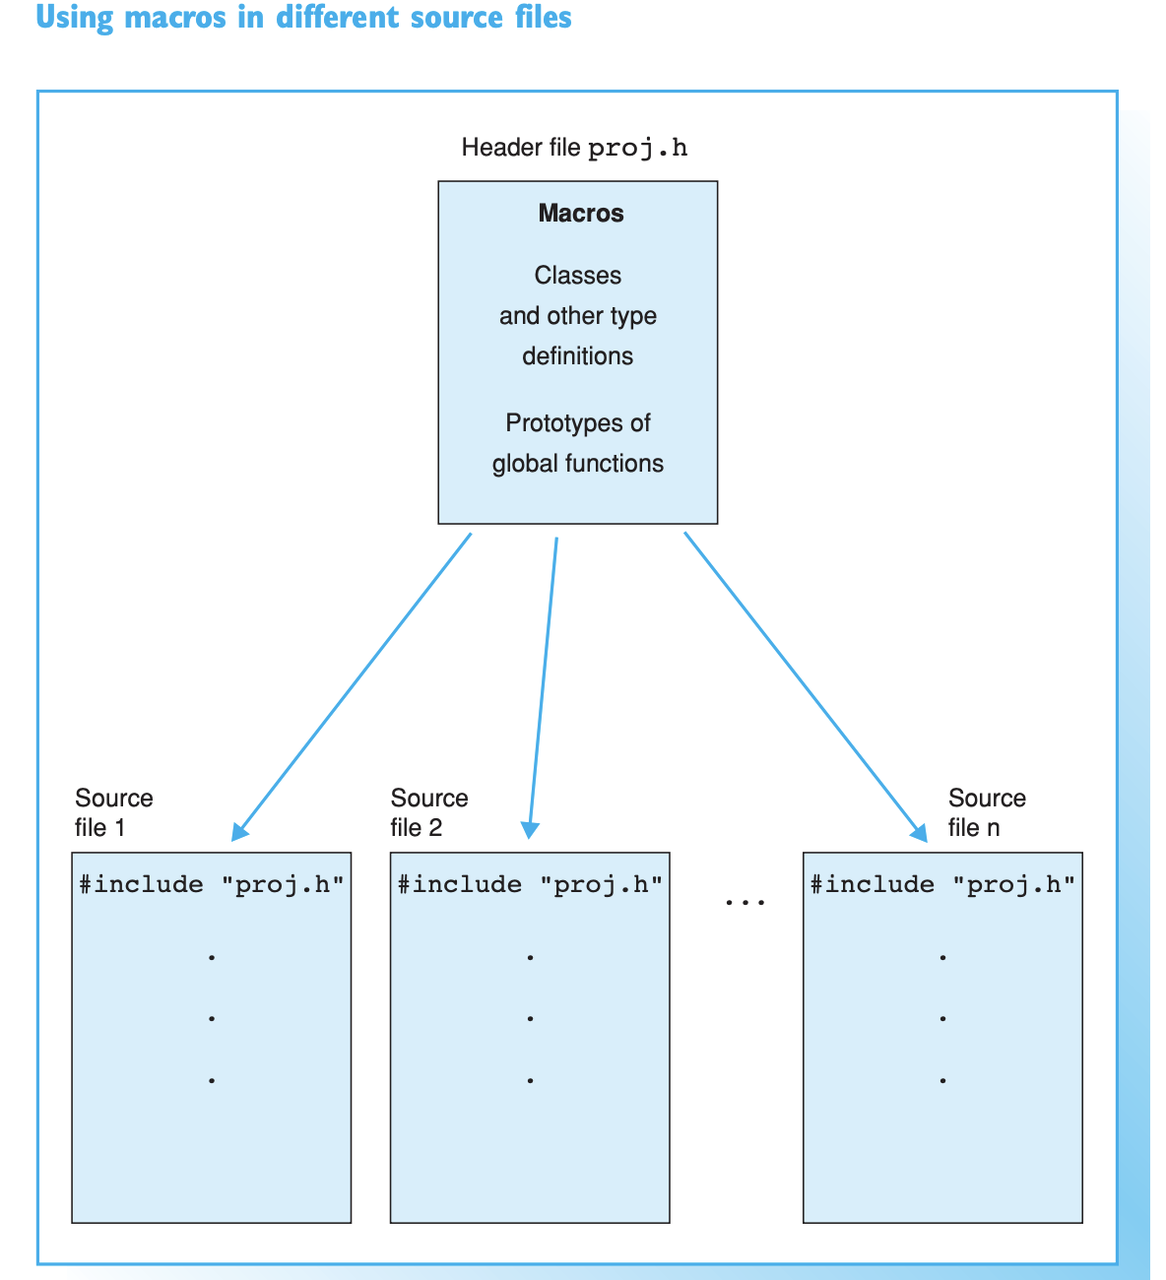 Using macros in different source files
Header file proj.h
Macros
Classes
and other type
definitions
Prototypes of
global functions
Source
file 1
#include "proj.h"
.
.
.
Source
file 2
#include "proj.h"
.
.
.
...
Source
file n
#include "proj.h"
.
.
.